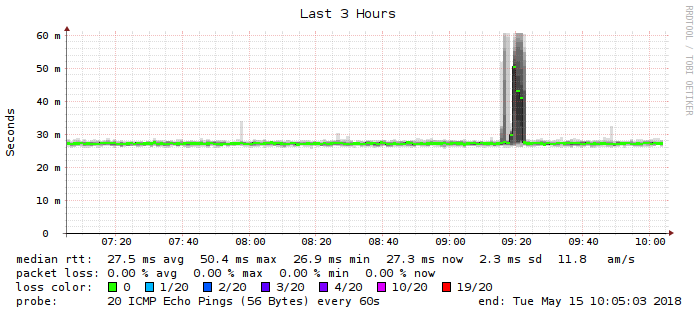 Last 3 Hours
RRDTOOL / TOBI OETIKER
Seconds
60 m
50 m
40 m
30 m
20 m
10 m
0
07:20 07:40 08:00 08:20 08:40 09:00 09:20 09:40 10:00
median rtt: 27.5 ms avg 50.4 ms max 26.9 ms min 27.3 ms now 2.3 ms sd 11.8 am/s
packet loss: 0.00 % avg 0.00 % max 0.00 % min 0.00 % now
loss color: 0 1/20 2/20 3/20 4/20 10/20 19/20
probe: 20 ICMP Echo Pings (56 Bytes) every 60s end: Tue May 15 10:05:03 2018